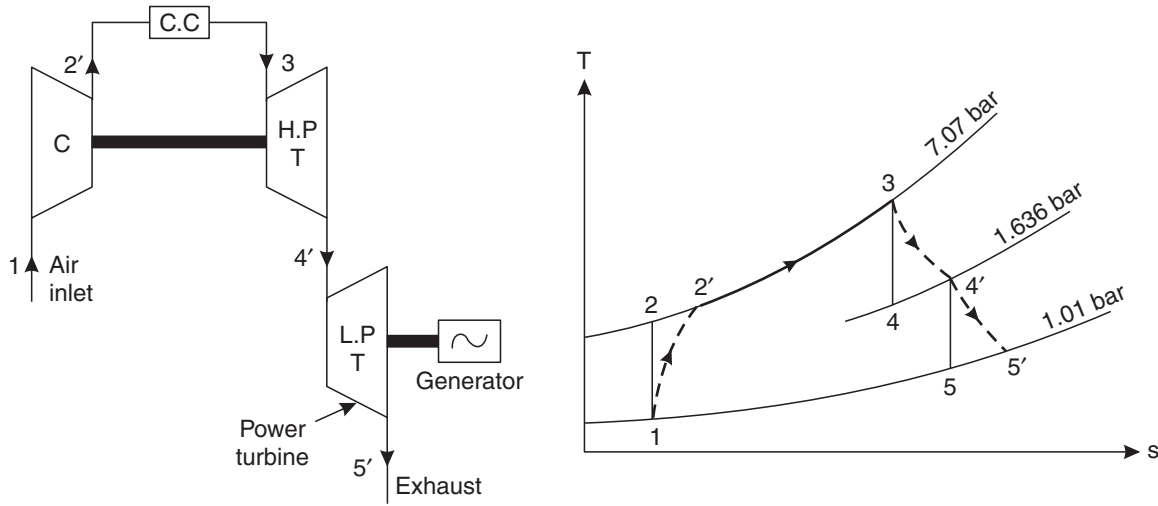 C.C
2′
3
C
H.P
T
1
Air
inlet
4′
L.P
T
Generator
Power
turbine
5′
Exhaust
T
7.07 bar
3
1.636 bar
2
2′
4′
4
1.01 bar
5
5′
1
s